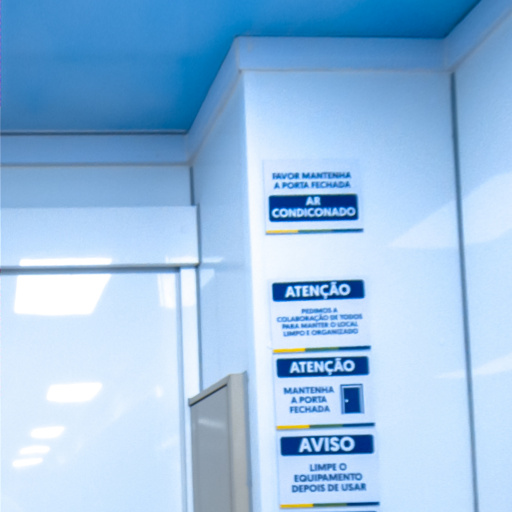 FAVOR MANTENHA
A PORTA FECHADA
AR
CONDICONADO
ATENÇÃO
PEDIMOS A
COLABORAÇÃO DE TODOS
PARA MANTER O LOCAL
LIMPO E ORGANIZADO
ATENÇÃO
MANTENHA
A PORTA
FECHADA
AVISO
LIMPE O
EQUIPAMENTO
DEPOIS DE USAR